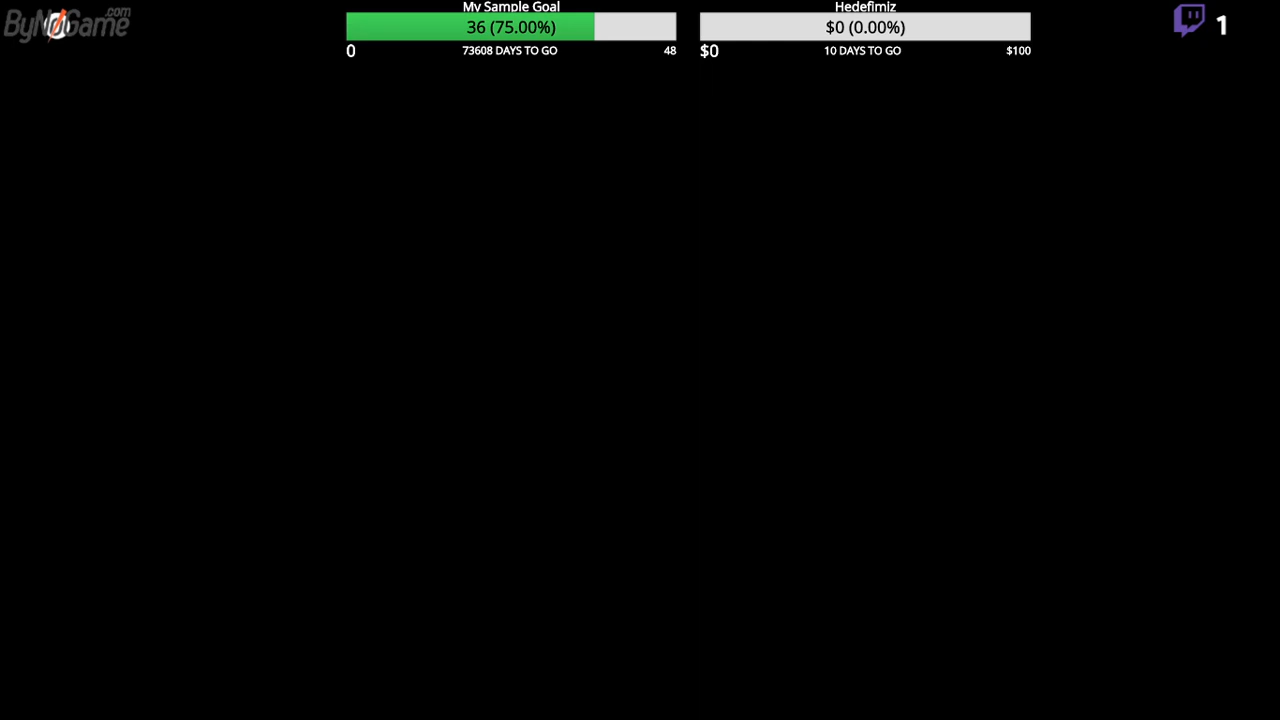 ByNoGame.com
My Sample Goal
36 (75.00%)
0 73608 DAYS TO GO 48
Hedefimiz
$0 (0.00%)
$0 10 DAYS TO GO $100
1